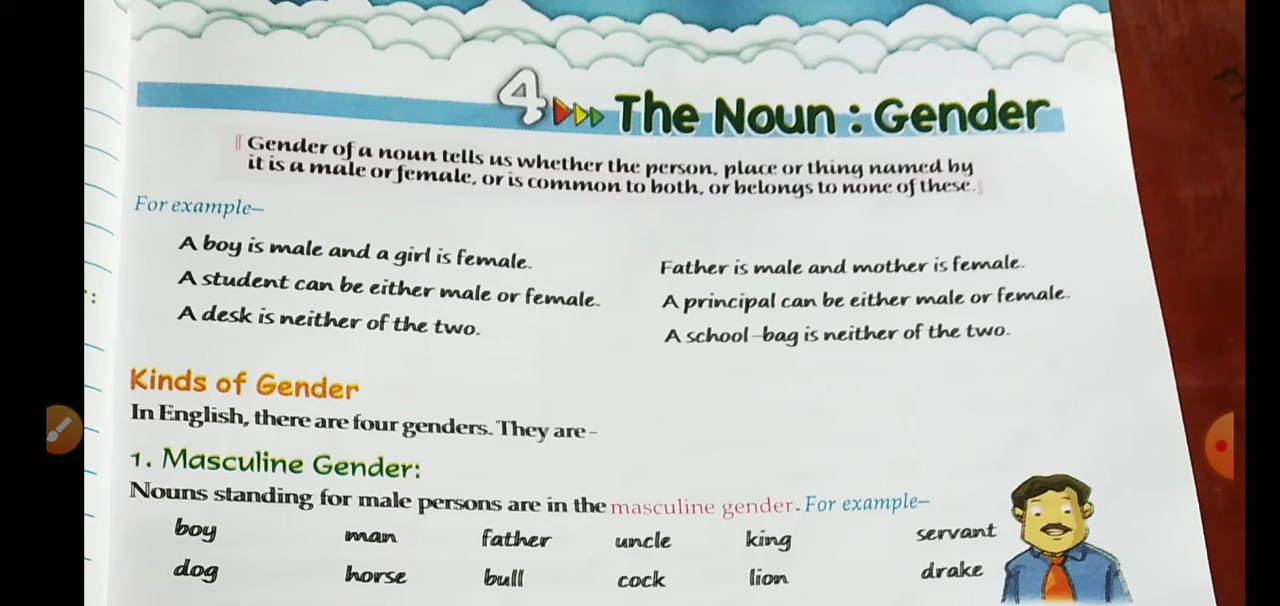 4 The Noun : Gender
Gender of a noun tells us whether the person, place or thing named by
it is a male or female, or is common to both, or belongs to none of these.
For example–
A boy is male and a girl is female.
Father is male and mother is female.
A student can be either male or female.
A principal can be either male or female.
A desk is neither of the two.
A school-bag is neither of the two.
Kinds of Gender
In English, there are four genders. They are-
1. Masculine Gender:
Nouns standing for male persons are in the masculine gender. For example–
boy man father uncle king servant
dog horse bull cock lion drake